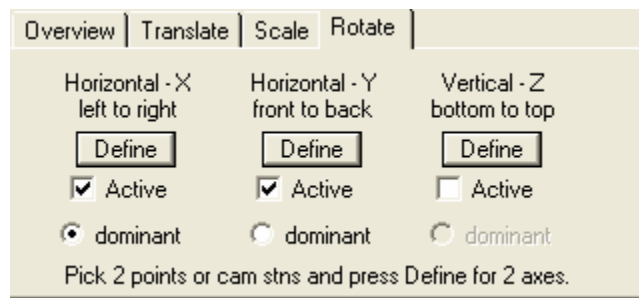 Overview Translate Scale Rotate
Horizontal - X Horizontal - Y Vertical - Z
left to right front to back bottom to top
Define Define Define
Active Active Active
dominant dominant dominant
Pick 2 points or cam stns and press Define for 2 axes.